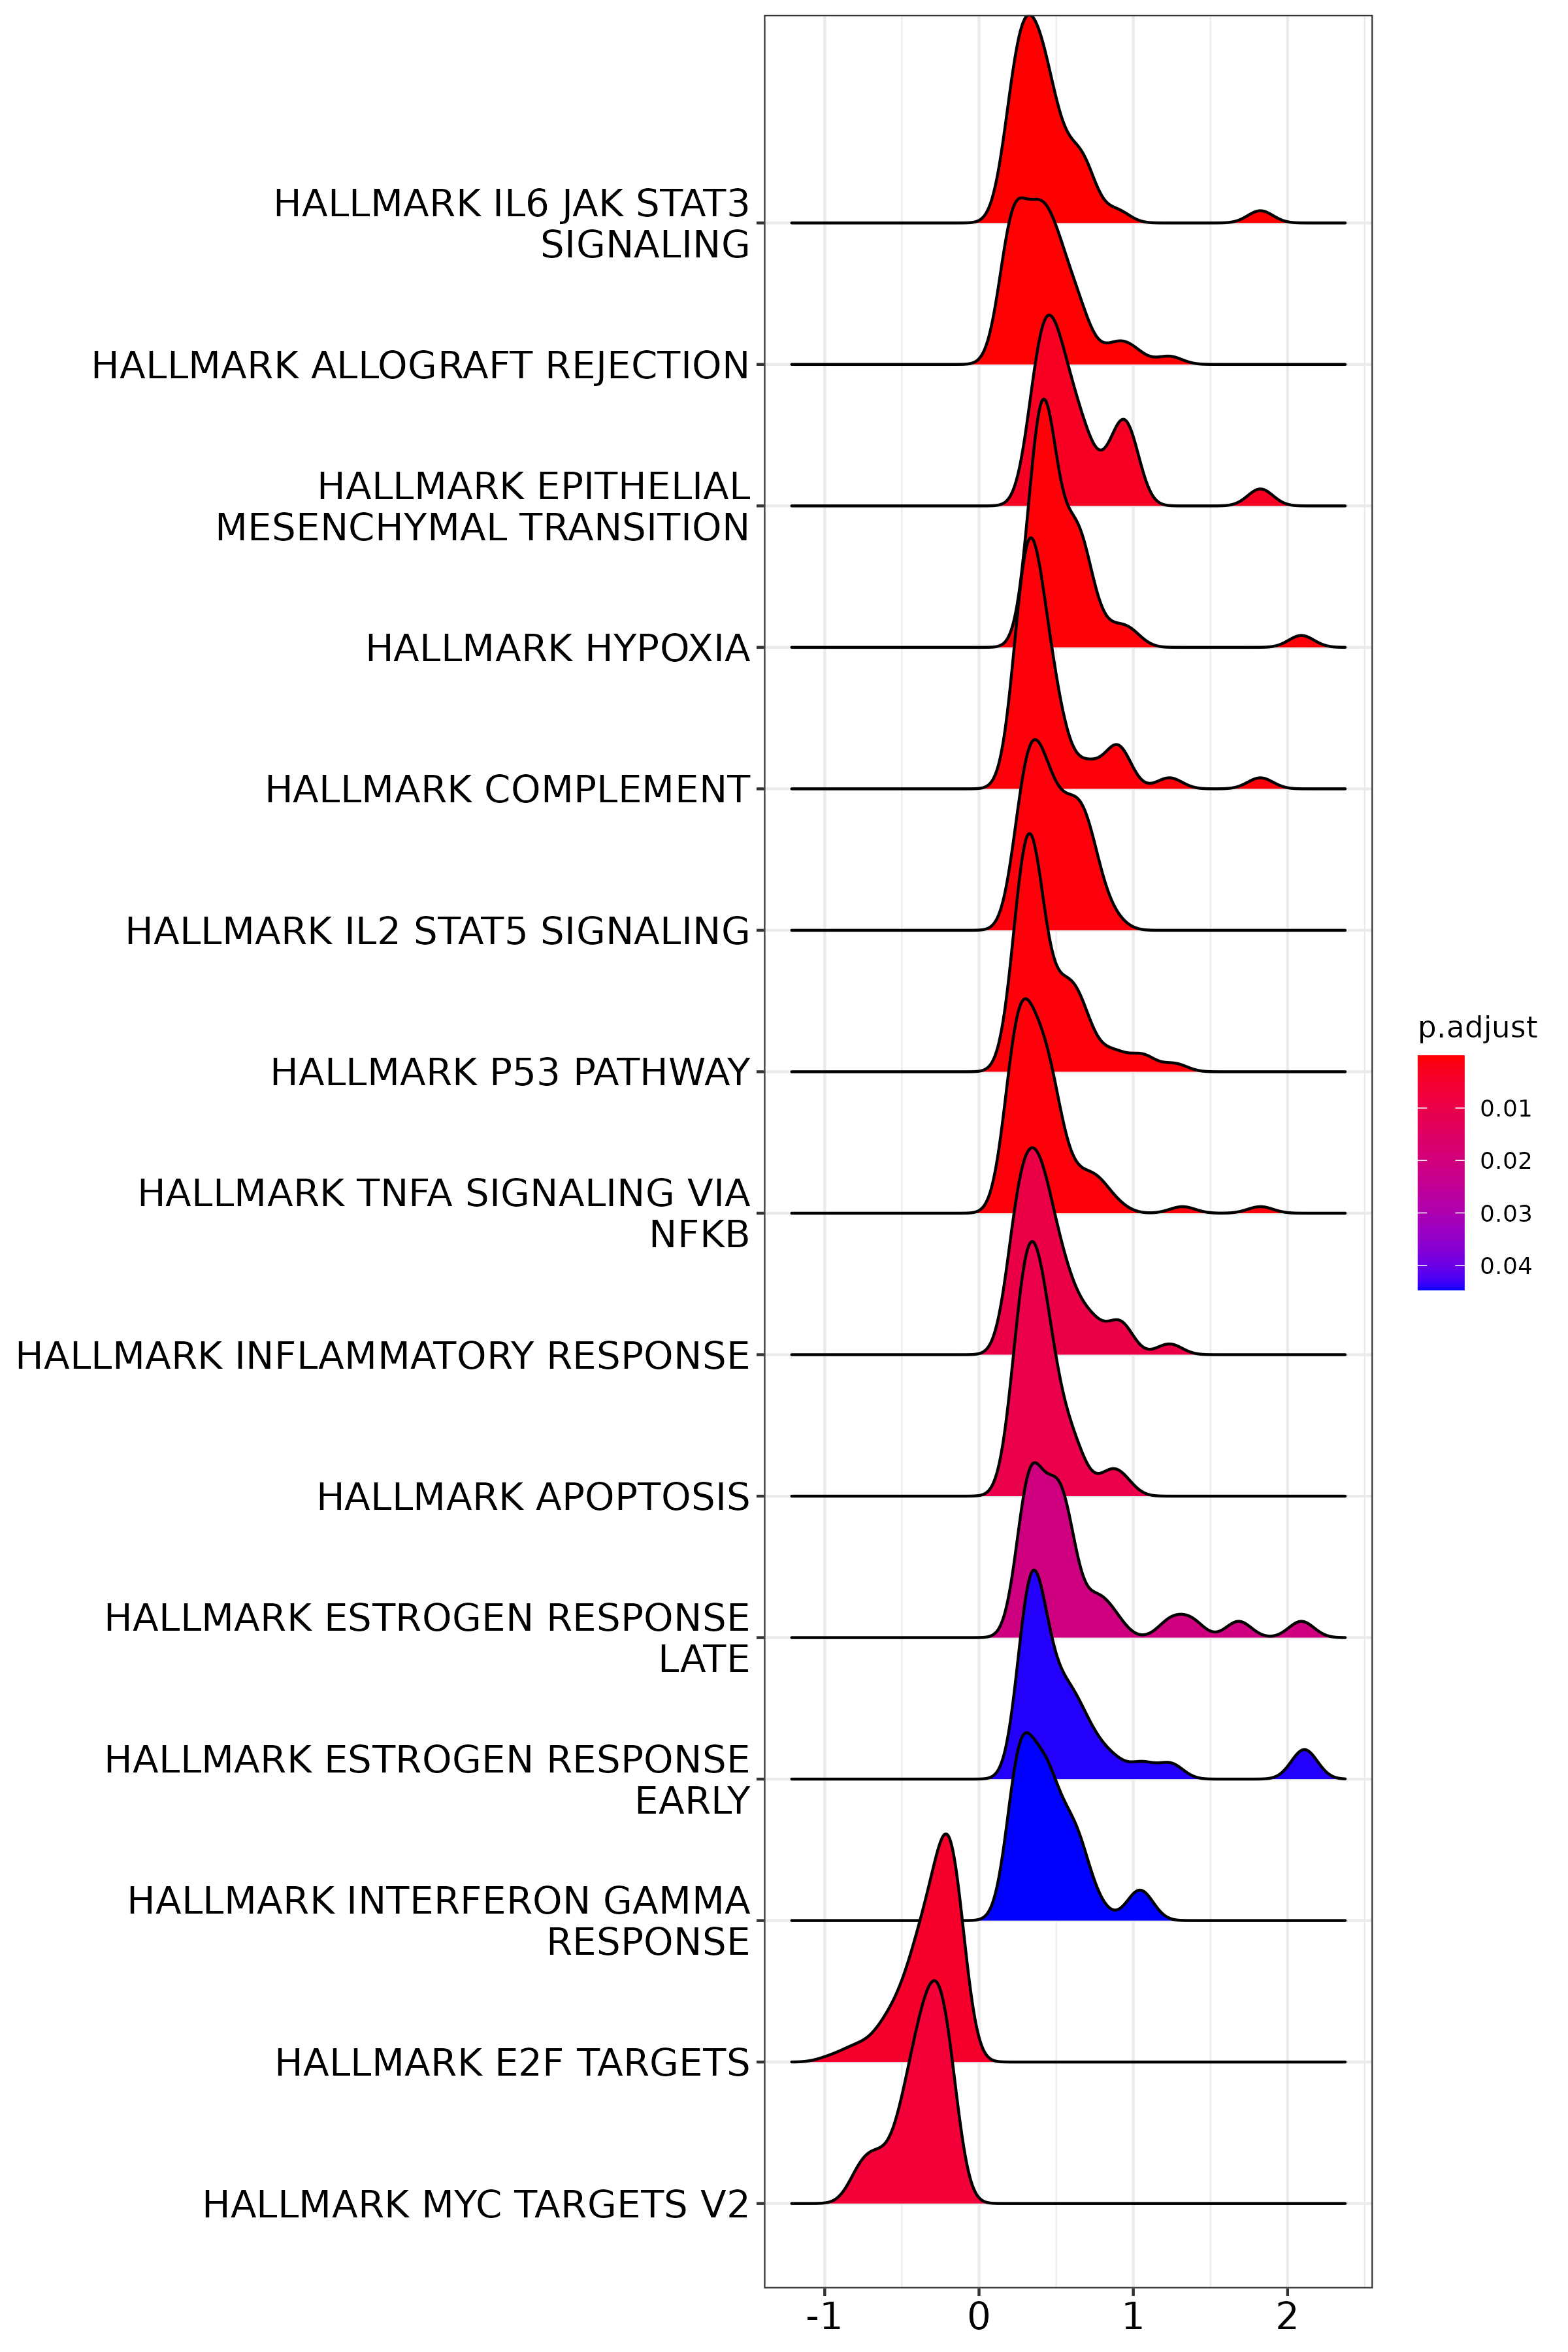 HALLMARK IL6 JAK STAT3
SIGNALING
HALLMARK ALLOGRAFT REJECTION
HALLMARK EPITHELIAL
MESENCHYMAL TRANSITION
HALLMARK HYPOXIA
HALLMARK COMPLEMENT
HALLMARK IL2 STAT5 SIGNALING
HALLMARK P53 PATHWAY
HALLMARK TNFA SIGNALING VIA
NFKB
HALLMARK INFLAMMATORY RESPONSE
HALLMARK APOPTOSIS
HALLMARK ESTROGEN RESPONSE
LATE
HALLMARK ESTROGEN RESPONSE
EARLY
HALLMARK INTERFERON GAMMA
RESPONSE
HALLMARK E2F TARGETS
HALLMARK MYC TARGETS V2
-1 0 1 2
p.adjust
0.01
0.02
0.03
0.04